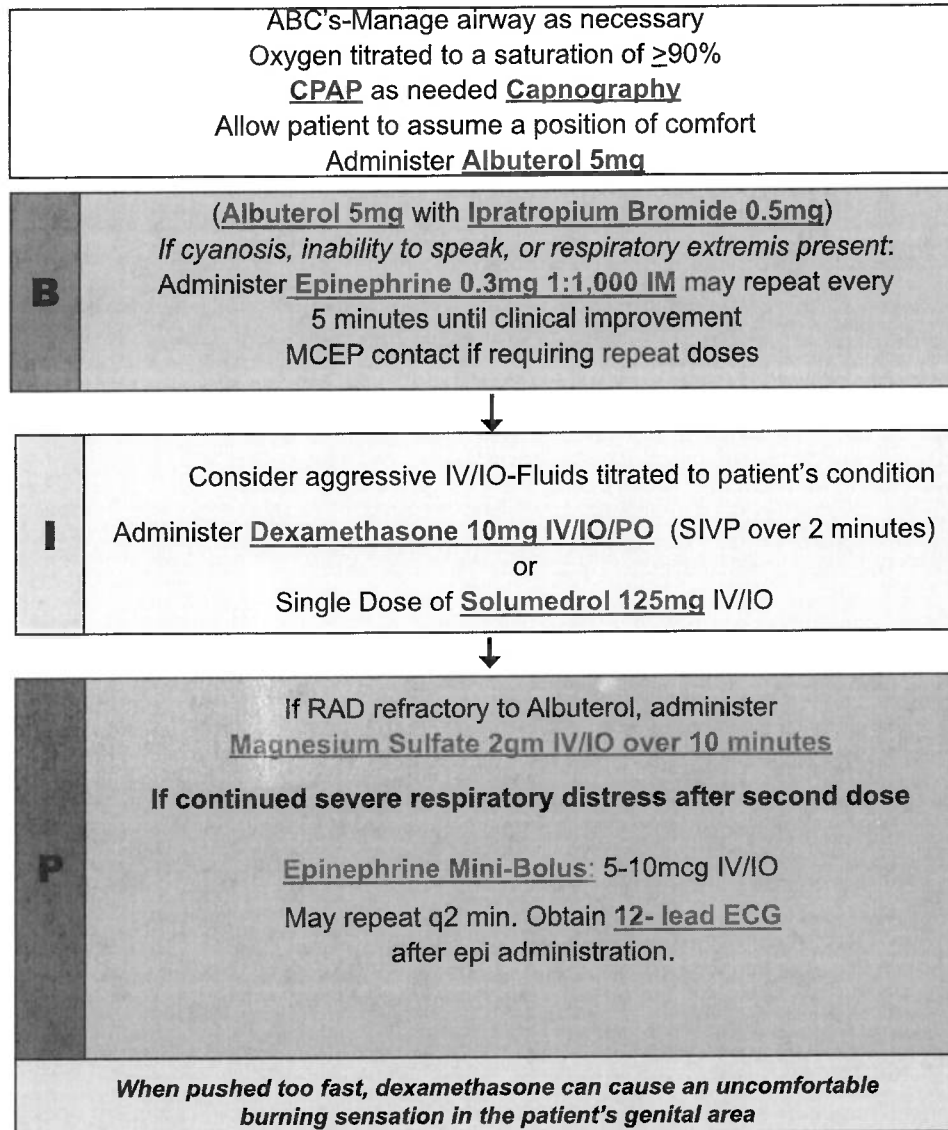 ABC's-Manage airway as necessary
Oxygen titrated to a saturation of ≥90%
CPAP as needed Capnography
Allow patient to assume a position of comfort
Administer Albuterol 5mg
B
(Albuterol 5mg with Ipratropium Bromide 0.5mg)
If cyanosis, inability to speak, or respiratory extremis present:
Administer Epinephrine 0.3mg 1:1,000 IM may repeat every
5 minutes until clinical improvement
MCEP contact if requiring repeat doses
I
Consider aggressive IV/IO-Fluids titrated to patient's condition
Administer Dexamethasone 10mg IV/IO/PO (SIVP over 2 minutes)
or
Single Dose of Solumedrol 125mg IV/IO
P
If RAD refractory to Albuterol, administer
Magnesium Sulfate 2gm IV/IO over 10 minutes
If continued severe respiratory distress after second dose
Epinephrine Mini-Bolus: 5-10mcg IV/IO
May repeat q2 min. Obtain 12- lead ECG
after epi administration.
When pushed too fast, dexamethasone can cause an uncomfortable
burning sensation in the patient's genital area